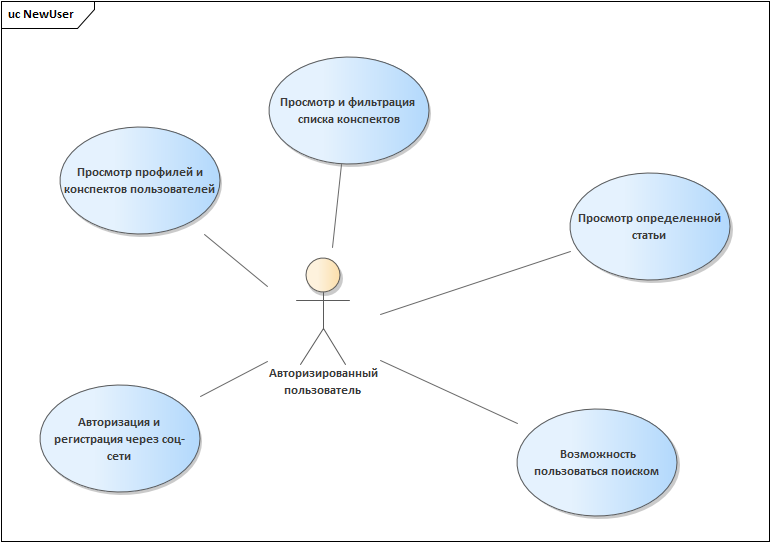 uc NewUser
Просмотр и фильтрация
списка конспектов
Просмотр профилей и
конспектов пользователей
Просмотр определенной
статьи
Авторизированный
пользователь
Авторизация и
регистрация через соц-
сети
Возможность
пользоваться поиском